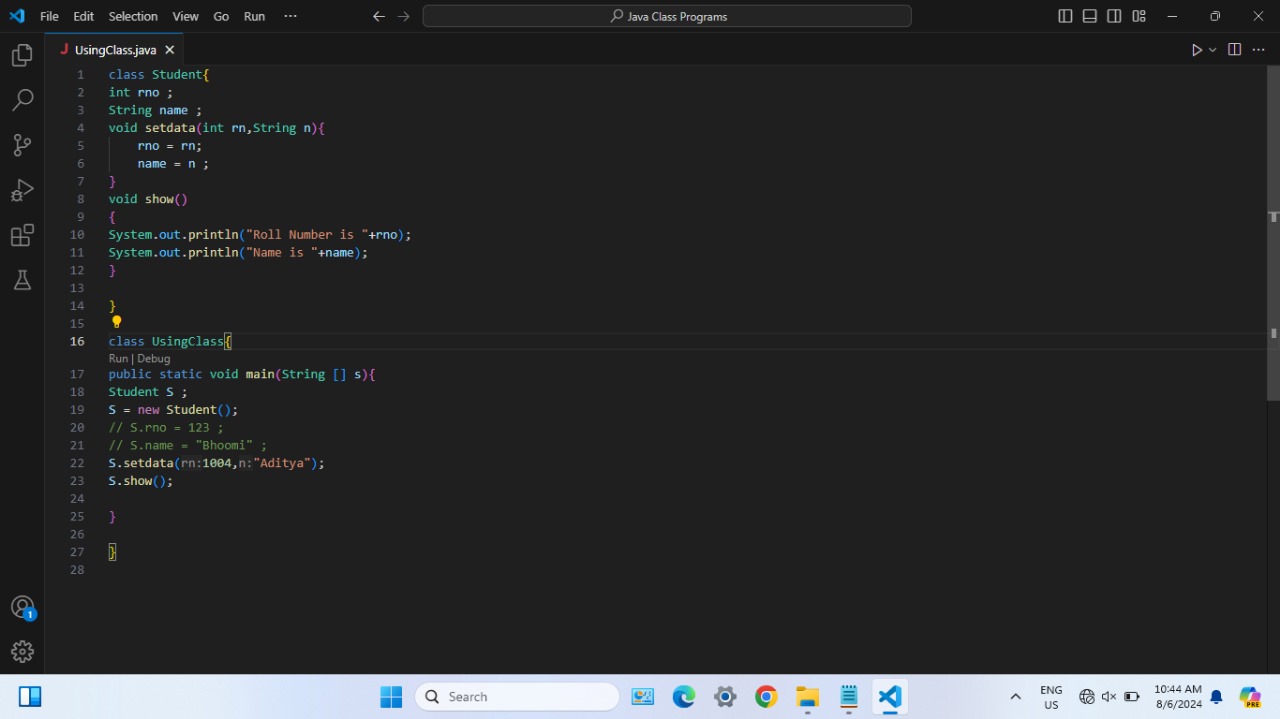 File Edit Selection View Go Run ··· Java Class Programs
J UsingClass.java
1 class Student{
2 int rno ;
3 String name ;
4 void setdata(int rn,String n){
5 rno = rn;
6 name = n ;
7 }
8 void show()
9 {
10 System.out.println("Roll Number is "+rno);
11 System.out.println("Name is "+name);
12 }
13
14 }
15
16 class UsingClass{
Run | Debug
17 public static void main(String [] s){
18 Student S ;
19 S = new Student();
20 // S.rno = 123 ;
21 // S.name = "Bhoomi" ;
22 S.setdata(rn:1004,n:"Aditya");
23 S.show();
24
25 }
26
27 }
28
1
Search
ENG
US
10:44 AM
8/6/2024
PRE